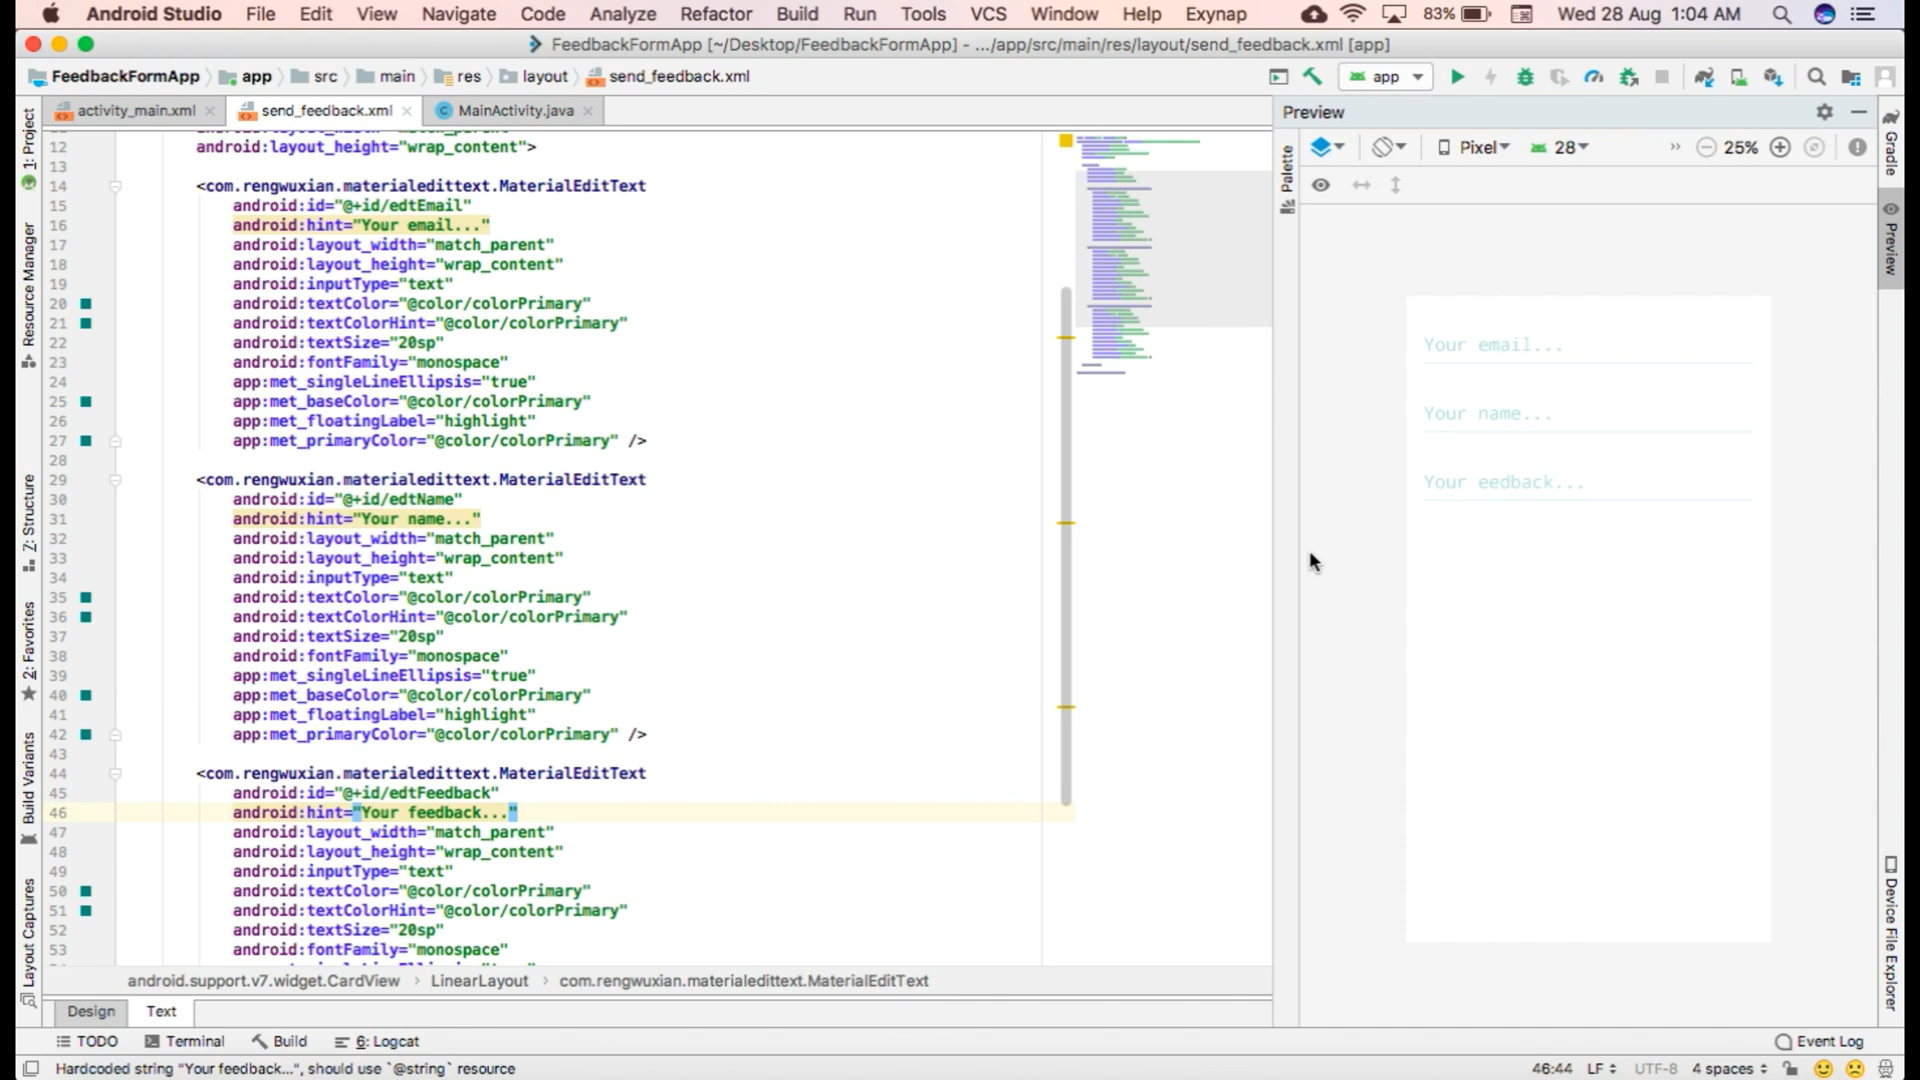 Android Studio File Edit View Navigate Code Analyze Refactor Build Run Tools VCS Window Help Exynap 83% Wed 28 Aug 1:04 AM
FeedbackFormApp [~/Desktop/FeedbackFormApp] - .../app/src/main/res/layout/send_feedback.xml [app]
FeedbackFormApp app src main res layout send_feedback.xml app
activity_main.xml send_feedback.xml MainActivity.java
Preview
Pixel 28 25%
1: Project
Resource Manager
Z: Structure
2: Favorites
Build Variants
Layout Captures
12 android:layout_height="wrap_content">
13
14 <com.rengwuxian.materialedittext.MaterialEditText
15 android:id="@+id/edtEmail"
16 android:hint="Your email..."
17 android:layout_width="match_parent"
18 android:layout_height="wrap_content"
19 android:inputType="text"
20 android:textColor="@color/colorPrimary"
21 android:textColorHint="@color/colorPrimary"
22 android:textSize="20sp"
23 android:fontFamily="monospace"
24 app:met_singleLineEllipsis="true"
25 app:met_baseColor="@color/colorPrimary"
26 app:met_floatingLabel="highlight"
27 app:met_primaryColor="@color/colorPrimary" />
28
29 <com.rengwuxian.materialedittext.MaterialEditText
30 android:id="@+id/edtName"
31 android:hint="Your name..."
32 android:layout_width="match_parent"
33 android:layout_height="wrap_content"
34 android:inputType="text"
35 android:textColor="@color/colorPrimary"
36 android:textColorHint="@color/colorPrimary"
37 android:textSize="20sp"
38 android:fontFamily="monospace"
39 app:met_singleLineEllipsis="true"
40 app:met_baseColor="@color/colorPrimary"
41 app:met_floatingLabel="highlight"
42 app:met_primaryColor="@color/colorPrimary" />
43
44 <com.rengwuxian.materialedittext.MaterialEditText
45 android:id="@+id/edtFeedback"
46 android:hint="Your feedback..."
47 android:layout_width="match_parent"
48 android:layout_height="wrap_content"
49 android:inputType="text"
50 android:textColor="@color/colorPrimary"
51 android:textColorHint="@color/colorPrimary"
52 android:textSize="20sp"
53 android:fontFamily="monospace"
Palette
Your email...
Your name...
Your eedback...
Gradle
Preview
Device File Explorer
android.support.v7.widget.CardView LinearLayout com.rengwuxian.materialedittext.MaterialEditText
Design Text
TODO Terminal Build 6: Logcat Event Log
Hardcoded string "Your feedback...", should use `@string` resource 46:44 LF UTF-8 4 spaces